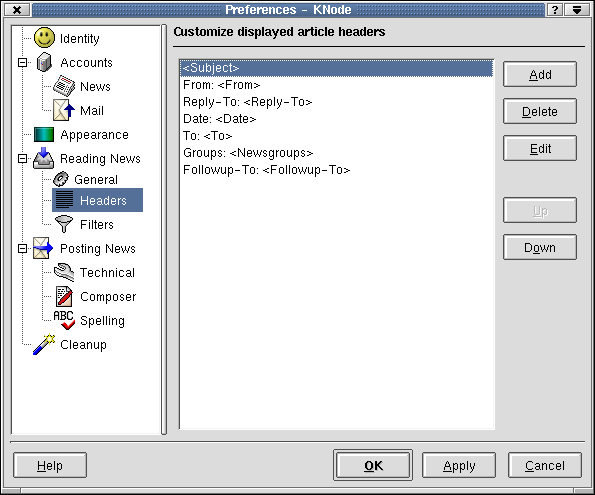 Preferences – KNode
?
Identity
Accounts
News
Mail
Appearance
Reading News
General
Headers
Filters
Posting News
Technical
Composer
ABC
Spelling
Cleanup
Customize displayed article headers
<Subject>
From: <From>
Reply-To: <Reply-To>
Date: <Date>
To: <To>
Groups: <Newsgroups>
Followup-To: <Followup-To>
Add
Delete
Edit
Up
Down
Help
OK
Apply
Cancel